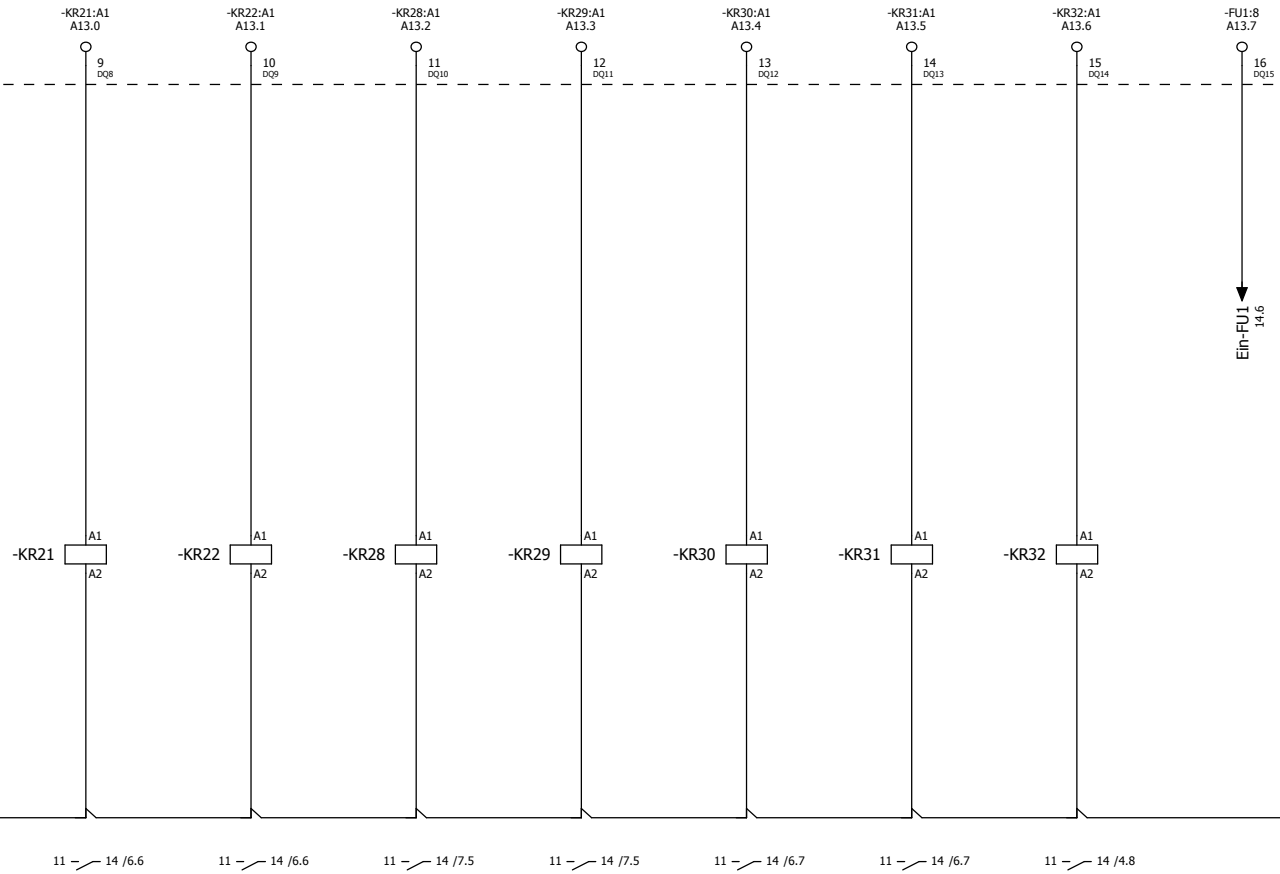 -KR21:A1 -KR22:A1 -KR28:A1 -KR29:A1 -KR30:A1 -KR31:A1 -KR32:A1 -FU1:8
A13.0 A13.1 A13.2 A13.3 A13.4 A13.5 A13.6 A13.7
9 10 11 12 13 14 15 16
DQ8 DQ9 DQ10 DQ11 DQ12 DQ13 DQ14 DQ15
Ein-FU1
14.6
A1 A1 A1 A1 A1 A1 A1
-KR21 -KR22 -KR28 -KR29 -KR30 -KR31 -KR32
A2 A2 A2 A2 A2 A2 A2
11 14 /6.6 11 14 /6.6 11 14 /7.5 11 14 /7.5 11 14 /6.7 11 14 /6.7 11 14 /4.8